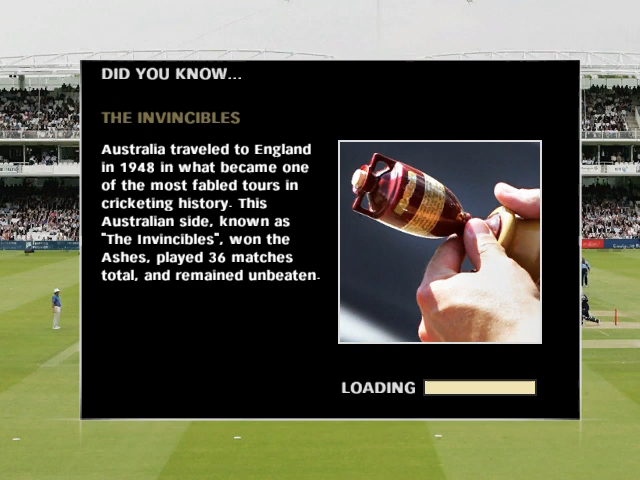 DID YOU KNOW...
THE INVINCIBLES
Australia traveled to England
in 1948 in what became one
of the most fabled tours in
cricketing history. This
Australian side, known as
"The Invincibles", won the
Ashes, played 36 matches
total, and remained unbeaten.
LOADING